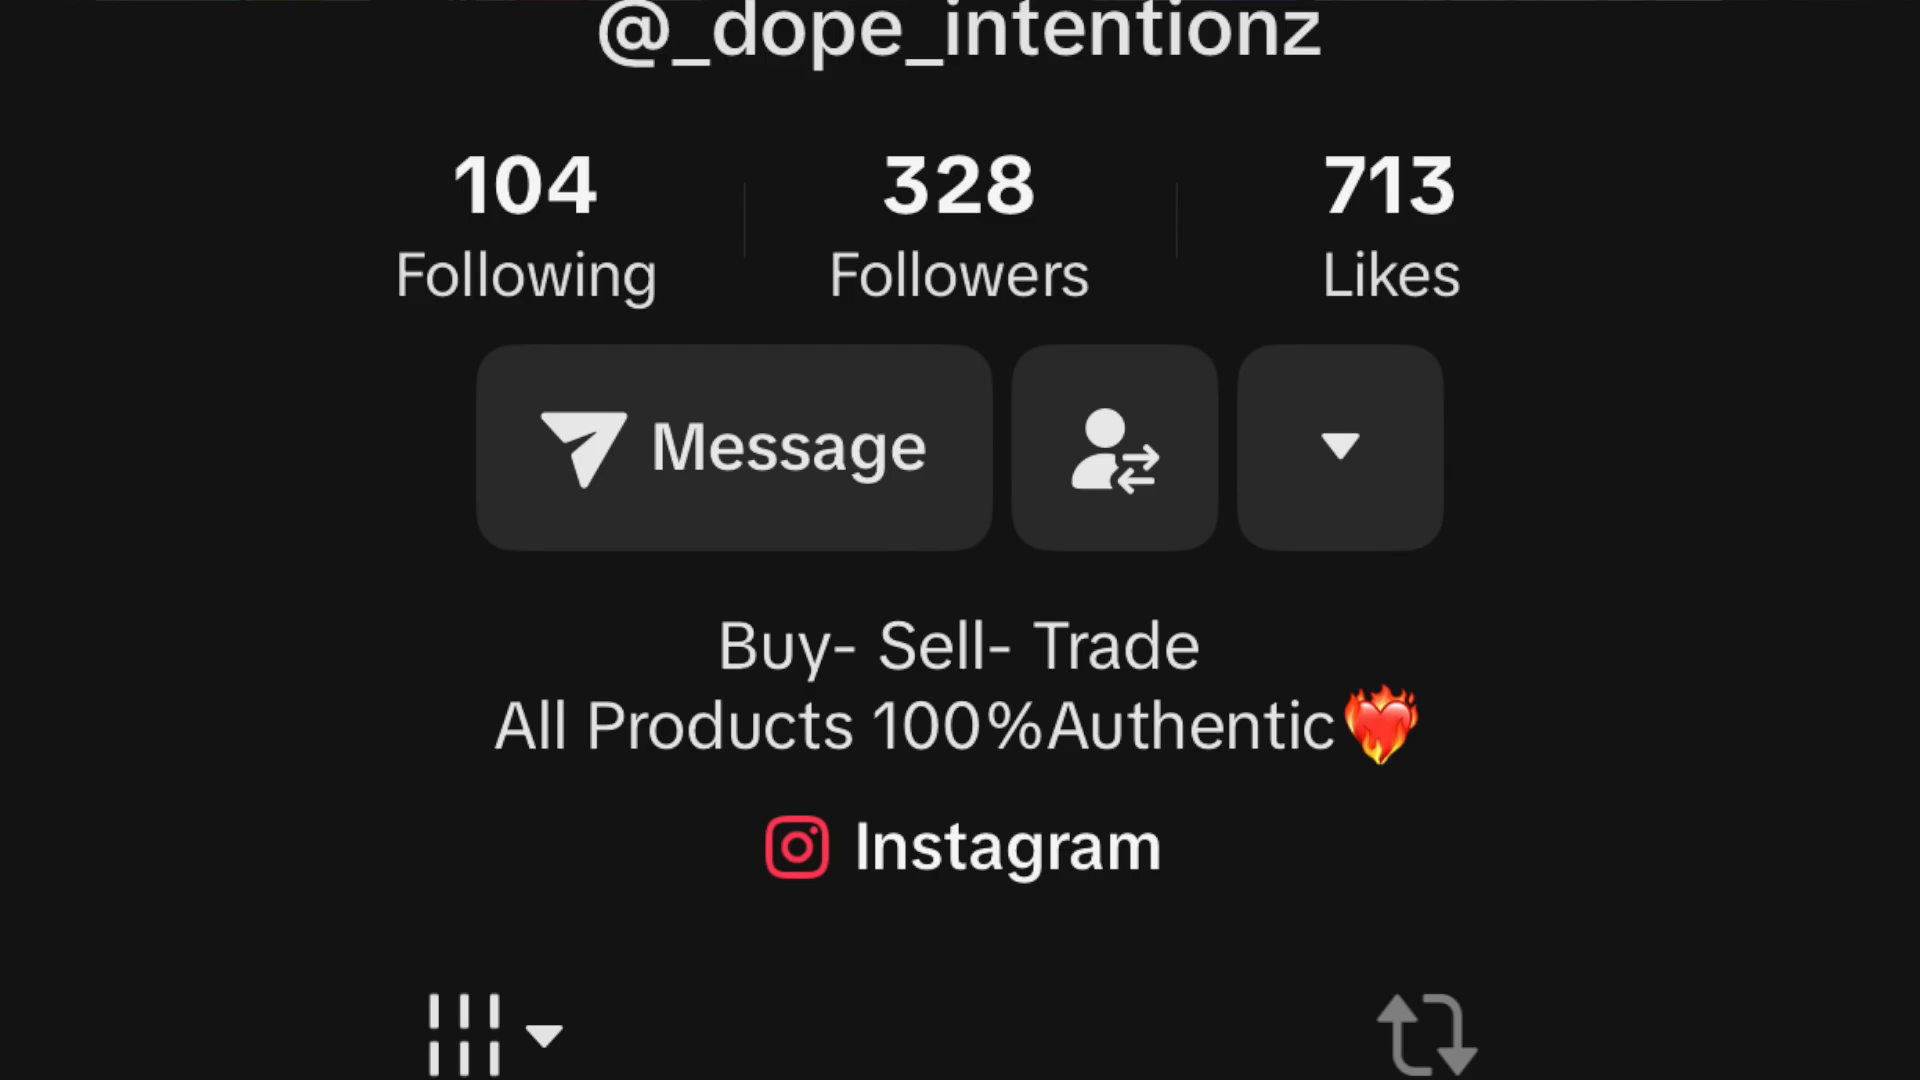 @_dope_intentionz
104 328 713
Following Followers Likes
Message
Buy- Sell- Trade
All Products 100%Authentic❤️‍🔥
Instagram